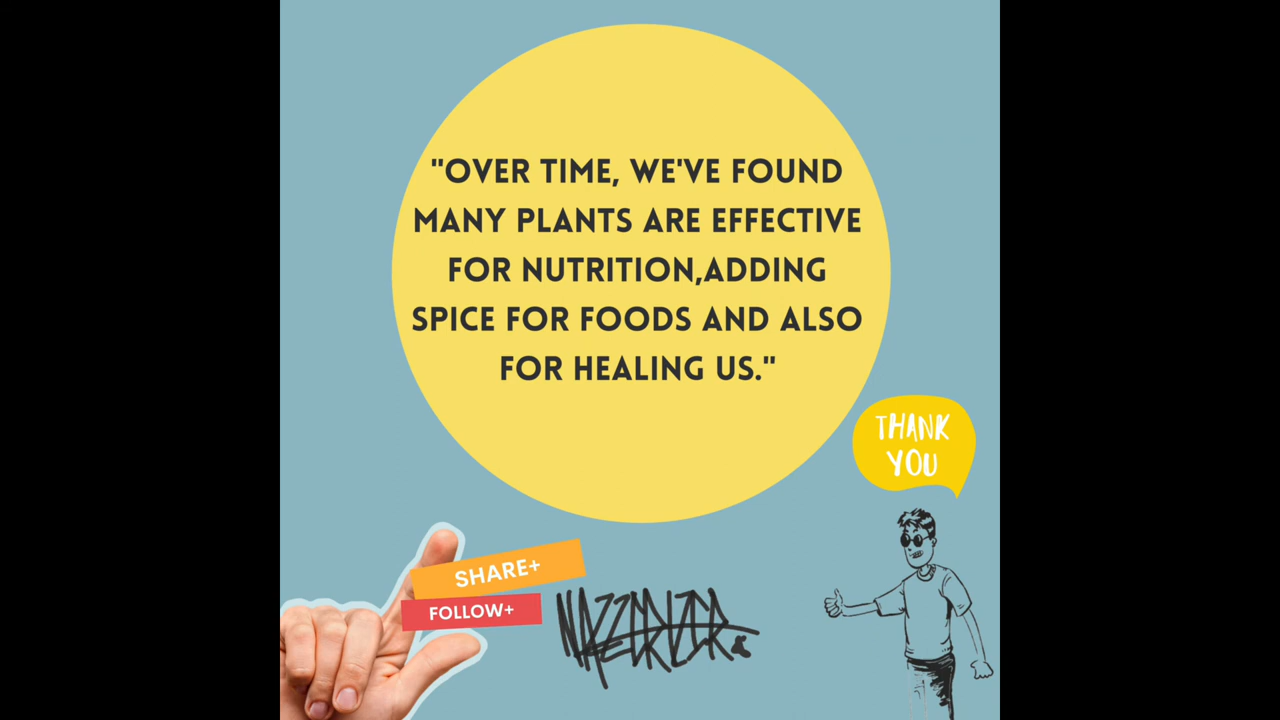 "OVER TIME, WE'VE FOUND
MANY PLANTS ARE EFFECTIVE
FOR NUTRITION,ADDING
SPICE FOR FOODS AND ALSO
FOR HEALING US."
THANK
YOU
SHARE+
FOLLOW+